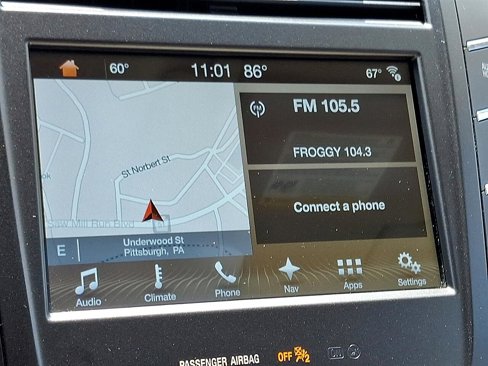 60° 11:01 86° 67°
FM 105.5
FROGGY 104.3
Connect a phone
St Norbert St
Saw Mill Run Blvd
E
Underwood St
Pittsburgh, PA
Audio Climate Phone Nav Apps Settings
PASSENGER AIRBAG OFF 2